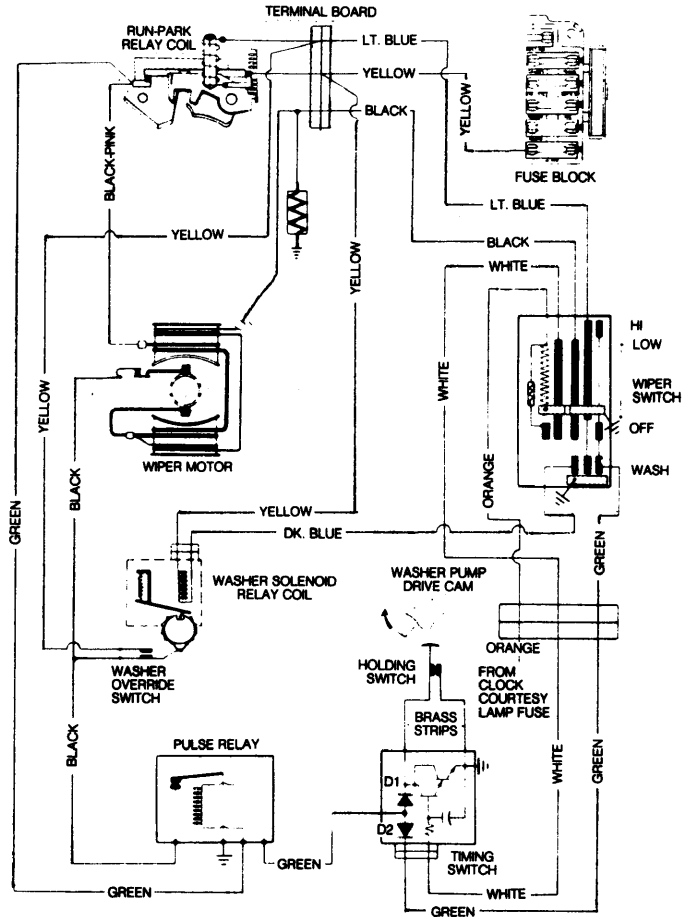 TERMINAL BOARD
RUN-PARK
RELAY COIL
LT. BLUE
YELLOW
BLACK
YELLOW
FUSE BLOCK
BLACK-PINK
LT. BLUE
YELLOW
BLACK
YELLOW
WHITE
HI
LOW
WIPER
SWITCH
OFF
WASH
WHITE
YELLOW
WIPER MOTOR
BLACK
ORANGE
GREEN
YELLOW
DK. BLUE
GREEN
WASHER SOLENOID
RELAY COIL
WASHER PUMP
DRIVE CAM
ORANGE
HOLDING
SWITCH
FROM
CLOCK
COURTESY
LAMP FUSE
WASHER
OVERRIDE
SWITCH
BRASS
STRIPS
BLACK
PULSE RELAY
WHITE
GREEN
D1
D2
GREEN
TIMING
SWITCH
GREEN
WHITE
GREEN